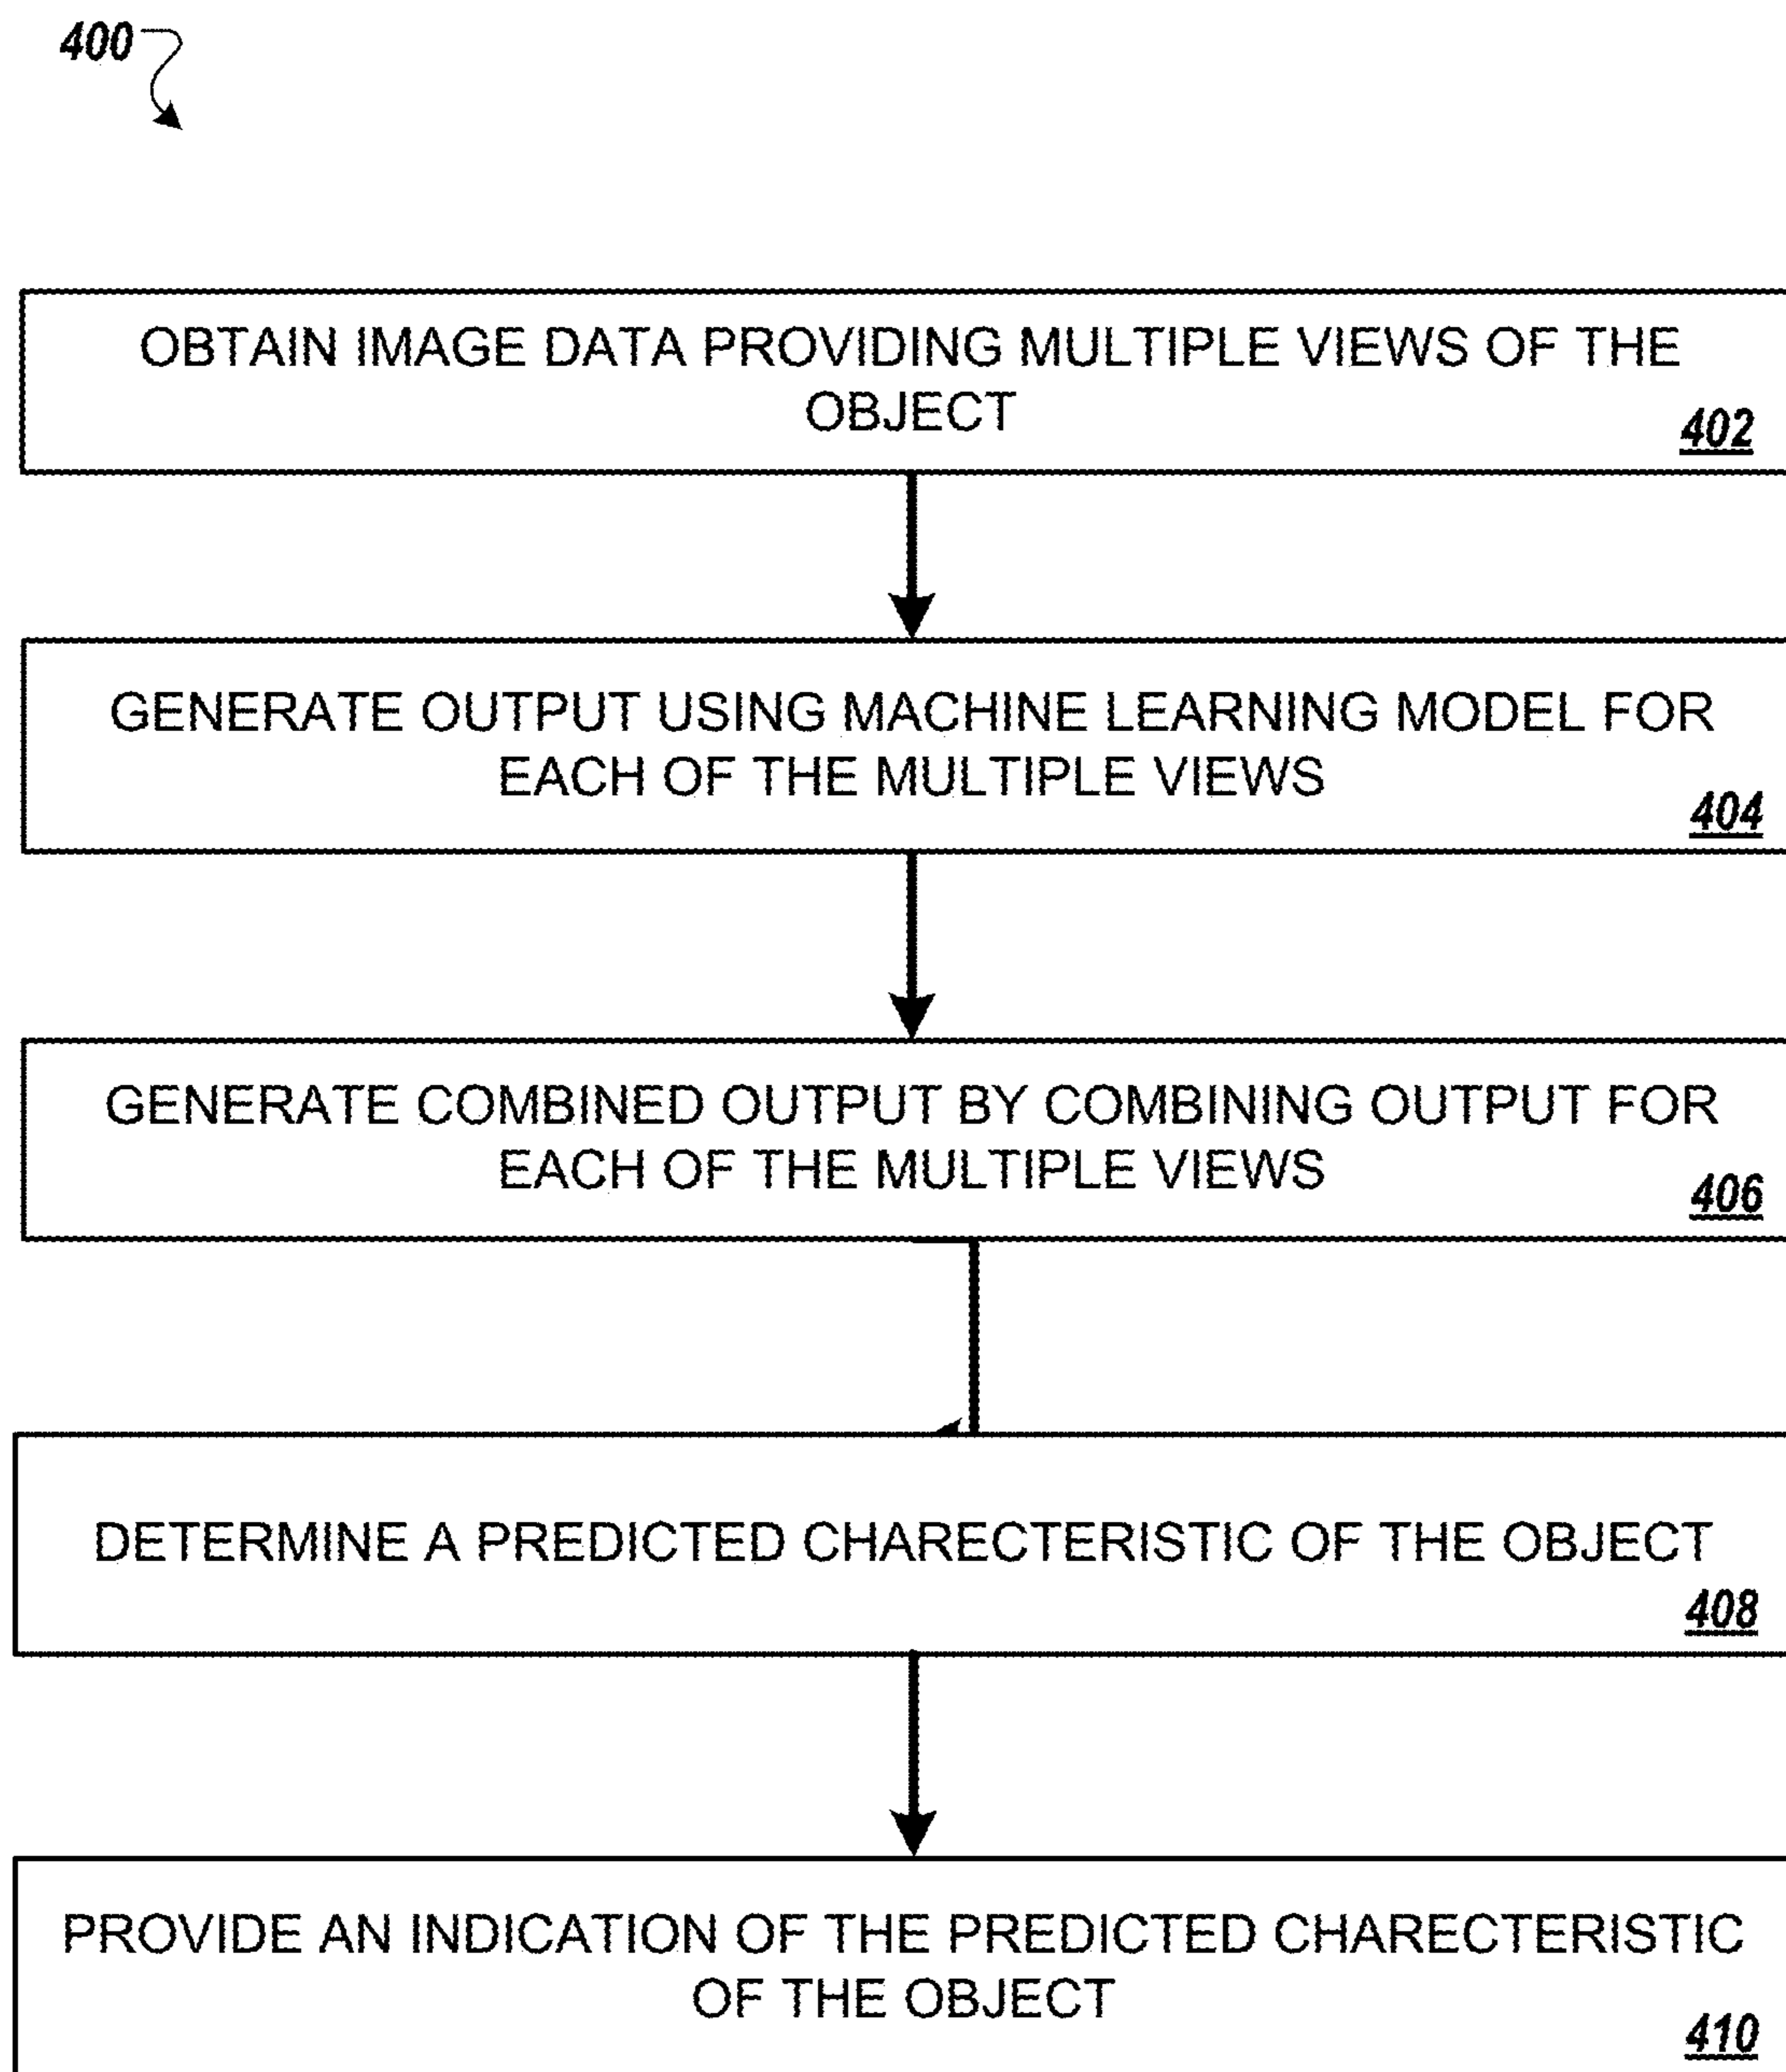 400
OBTAIN IMAGE DATA PROVIDING MULTIPLE VIEWS OF THE
OBJECT
402
GENERATE OUTPUT USING MACHINE LEARNING MODEL FOR
EACH OF THE MULTIPLE VIEWS
404
GENERATE COMBINED OUTPUT BY COMBINING OUTPUT FOR
EACH OF THE MULTIPLE VIEWS
406
DETERMINE A PREDICTED CHARECTERISTIC OF THE OBJECT
408
PROVIDE AN INDICATION OF THE PREDICTED CHARECTERISTIC
OF THE OBJECT
410